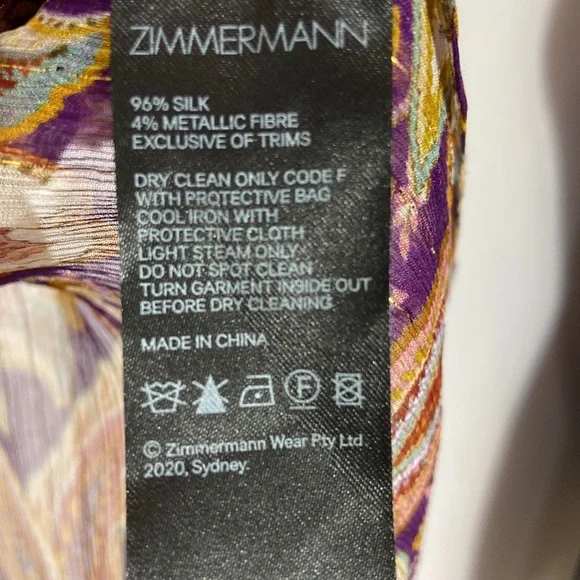 ZIMMERMANN
96% SILK
4% METALLIC FIBRE
EXCLUSIVE OF TRIMS
DRY CLEAN ONLY CODE F
WITH PROTECTIVE BAG
COOL IRON WITH
PROTECTIVE CLOTH
LIGHT STEAM ONLY
DO NOT SPOT CLEAN
TURN GARMENT INSIDE OUT
BEFORE DRY CLEANING
MADE IN CHINA
F
© Zimmermann Wear Pty Ltd
2020, Sydney.